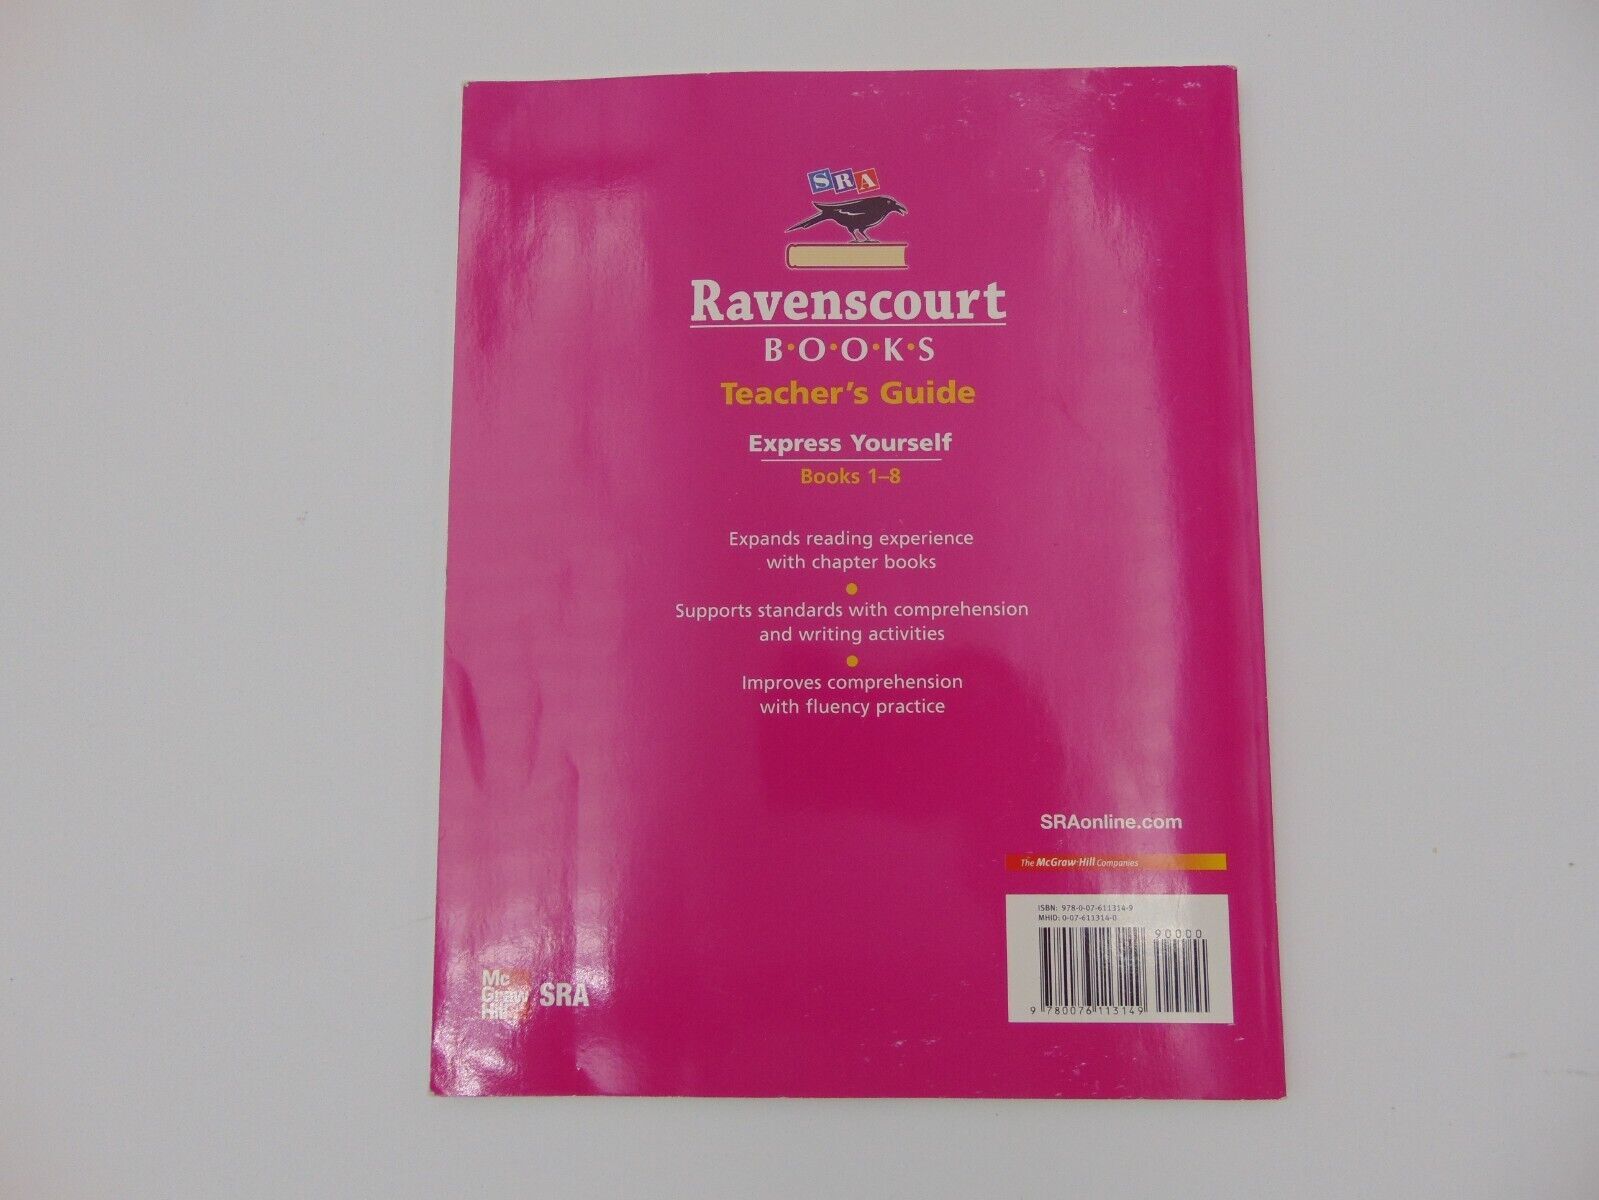 SRA
Ravenscourt
B·O·O·K·S
Teacher's Guide
Express Yourself
Books 1–8
Expands reading experience
with chapter books
Supports standards with comprehension
and writing activities
Improves comprehension
with fluency practice
SRAonline.com
The McGraw·Hill Companies
ISBN: 978-0-07-611314-9
MHID: 0-07-611314-0
90000
9 780076 113149
Mc
Graw
Hill
SRA